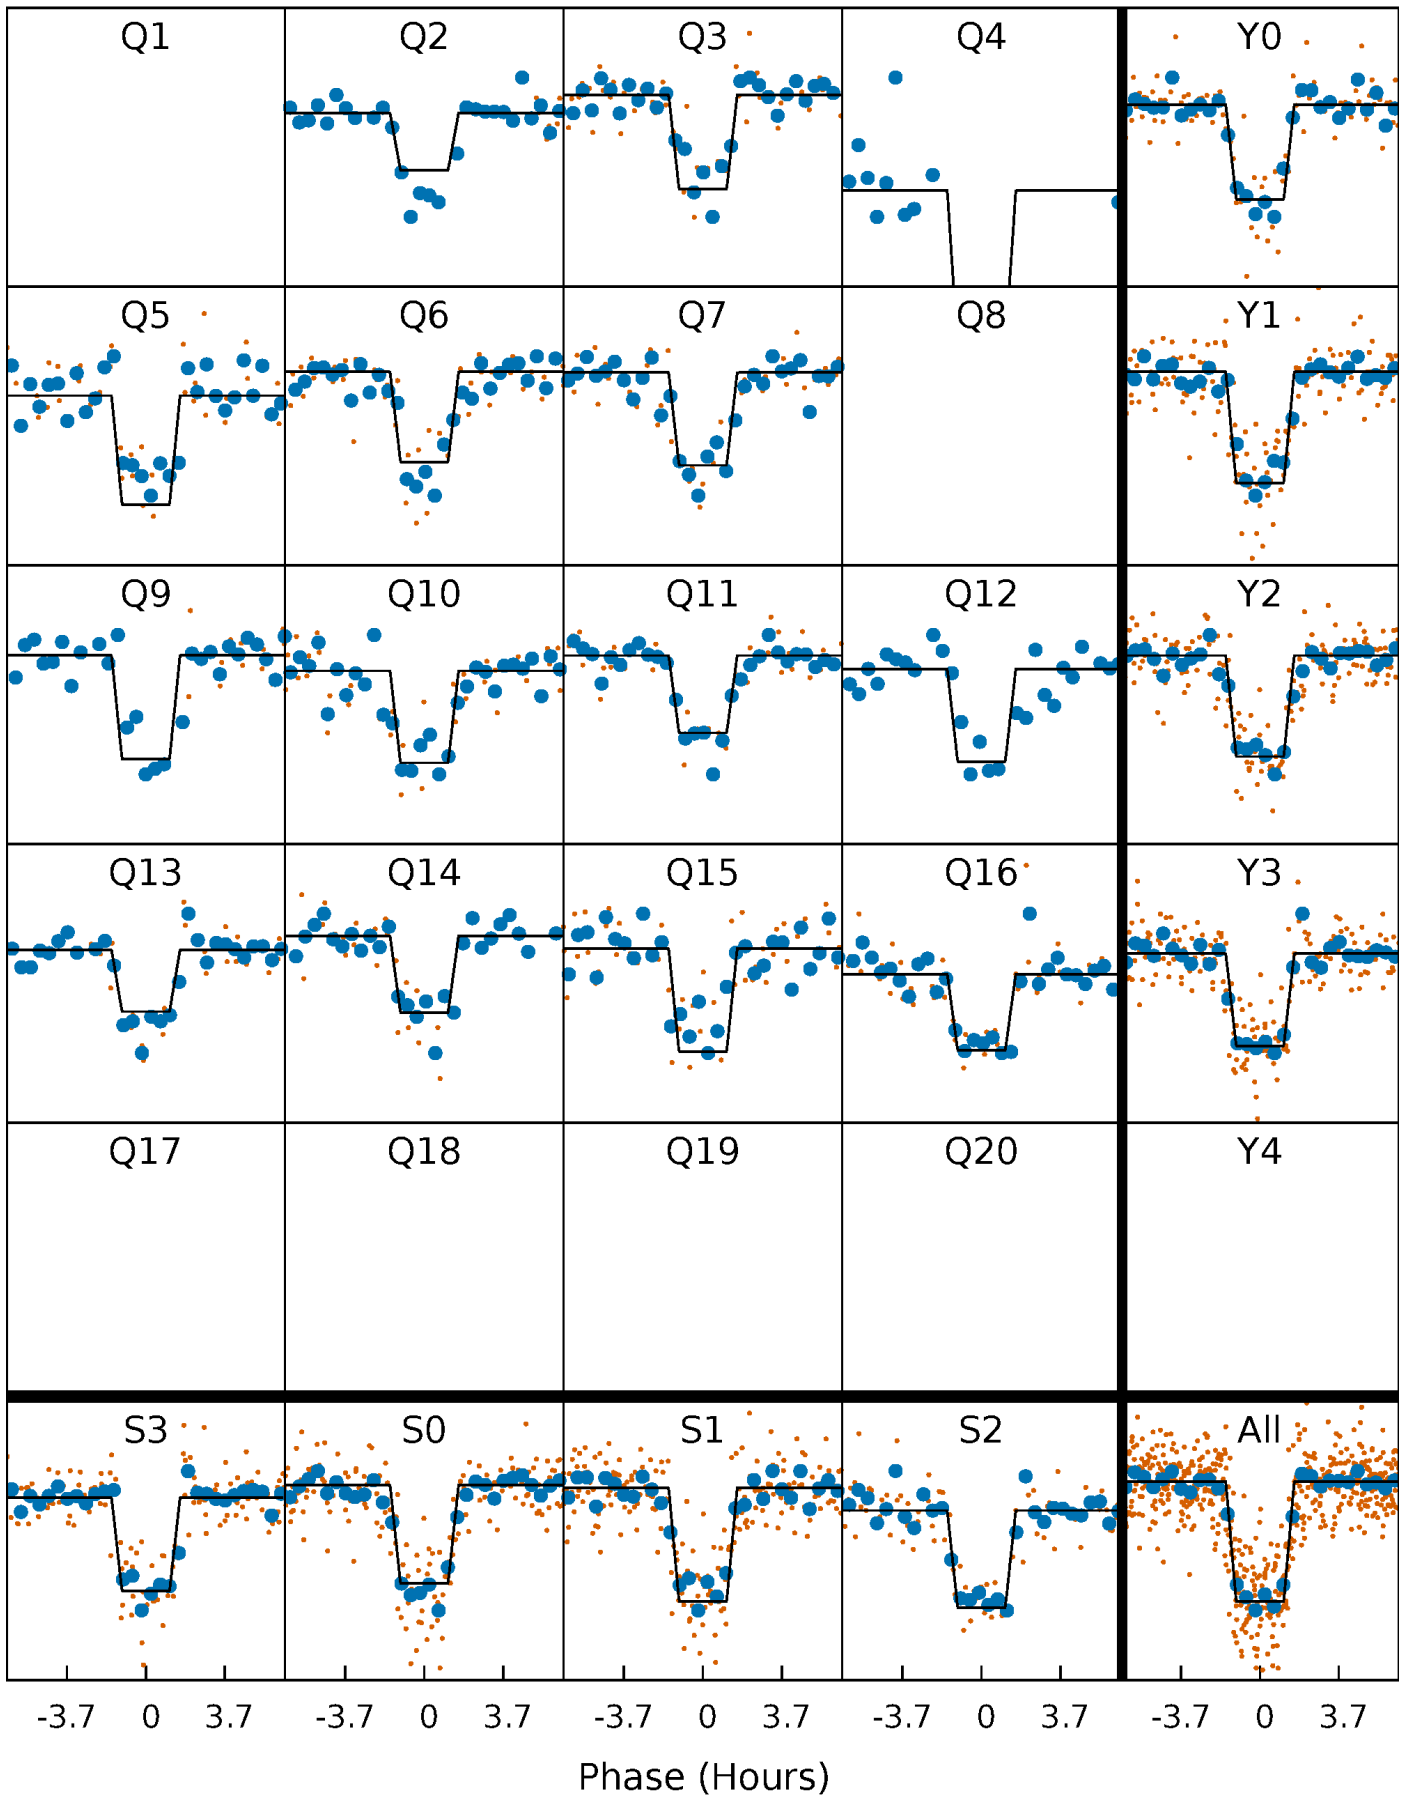 Q1 Q2 Q3 Q4 Y0
Q5 Q6 Q7 Q8 Y1
Q9 Q10 Q11 Q12 Y2
Q13 Q14 Q15 Q16 Y3
Q17 Q18 Q19 Q20 Y4
S3 S0 S1 S2 All
-3.7 0 3.7 -3.7 0 3.7 -3.7 0 3.7 -3.7 0 3.7 -3.7 0 3.7
Phase (Hours)